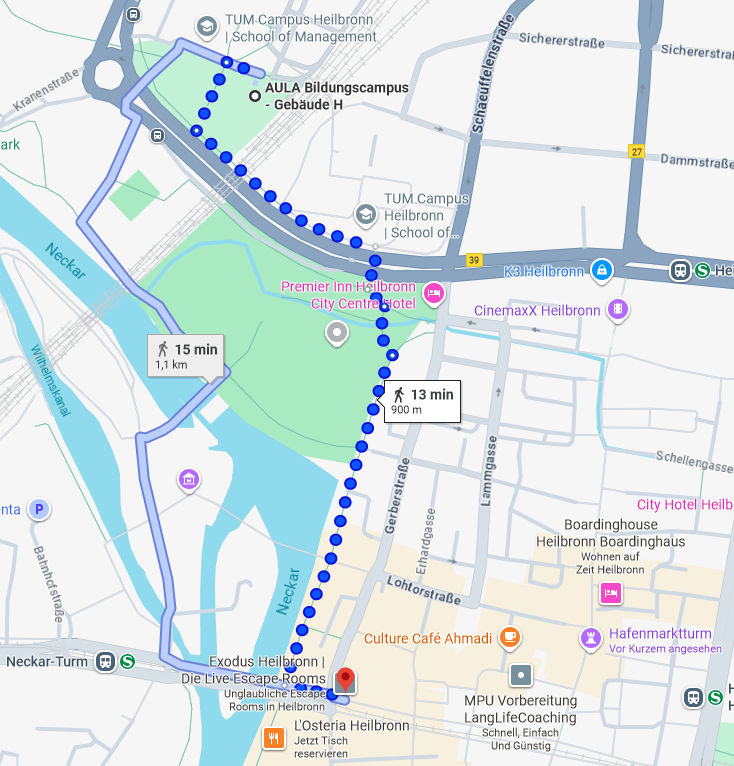 TUM Campus Heilbronn
| School of Management
Sichererstraße
Sichererstraße
Schaeuffelenstraße
Kranenstraße
AULA Bildungscampus
- Gebäude H
ark
27
Dammstraße
TUM Campus
Heilbronn
| School of...
39
K3 Heilbronn
S
Hei
Neckar
Premier Inn Heilbronn
City Centre Hotel
CinemaxX Heilbronn
15 min
1,1 km
Wilhelmskanal
13 min
900 m
Schellengasse
Lammgasse
Gerberstraße
City Hotel Heilb
enta
P
Boardinghouse
Heilbronn Boardinghaus
Wohnen auf
Zeit Heilbronn
Erhardgasse
Bahnhofstraße
Neckar
Lohtorstraße
Culture Café Ahmadi
Hafenmarktturm
Vor Kurzem angesehen
Neckar-Turm
S
Exodus Heilbronn |
Die Live Escape Rooms
Unglaubliche Escape
Rooms in Heilbronn
MPU Vorbereitung
LangLifeCoaching
Schnell, Einfach
Und Günstig
S
H
H
L'Osteria Heilbronn
Jetzt Tisch
reservieren